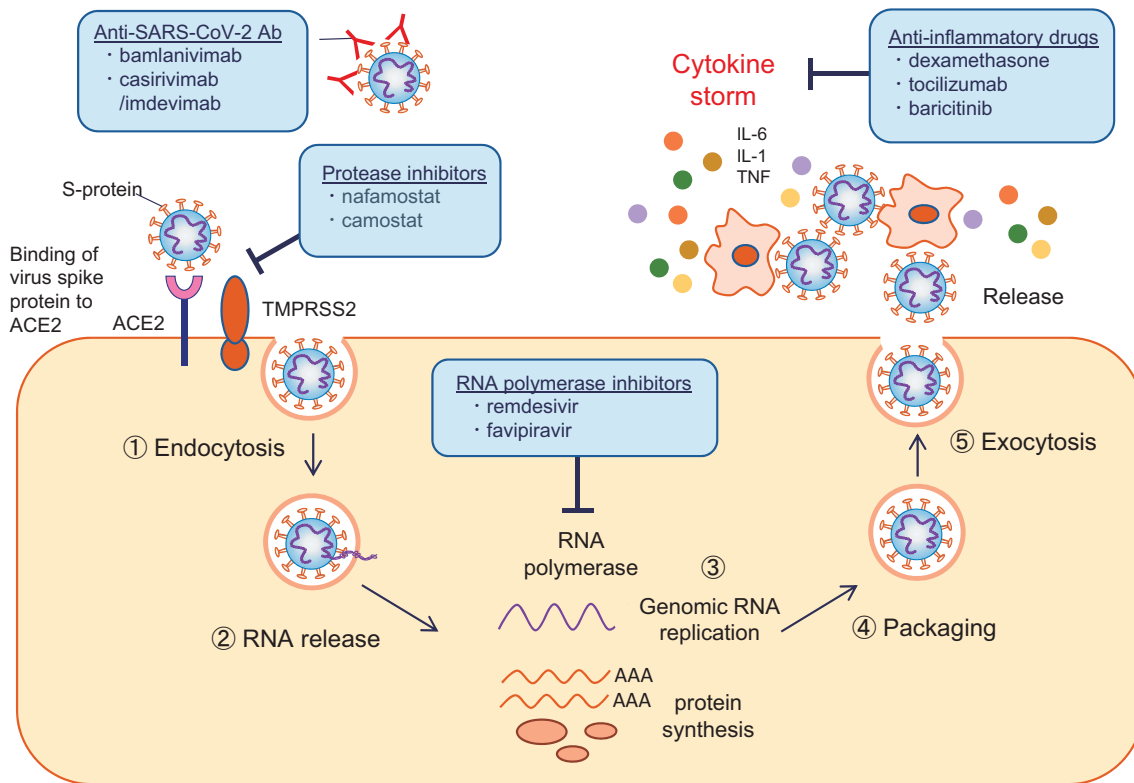 Anti-SARS-CoV-2 Ab
・bamlanivimab
・casirivimab
/imdevimab
Anti-inflammatory drugs
・dexamethasone
・tocilizumab
・baricitinib
Cytokine
storm
IL-6
IL-1
TNF
Protease inhibitors
・nafamostat
・camostat
S-protein
Binding of
virus spike
protein to
ACE2
ACE2
TMPRSS2
Release
RNA polymerase inhibitors
・remdesivir
・favipiravir
① Endocytosis
⑤ Exocytosis
RNA
polymerase
③
Genomic RNA
replication
② RNA release
④ Packaging
AAA
AAA
protein
synthesis